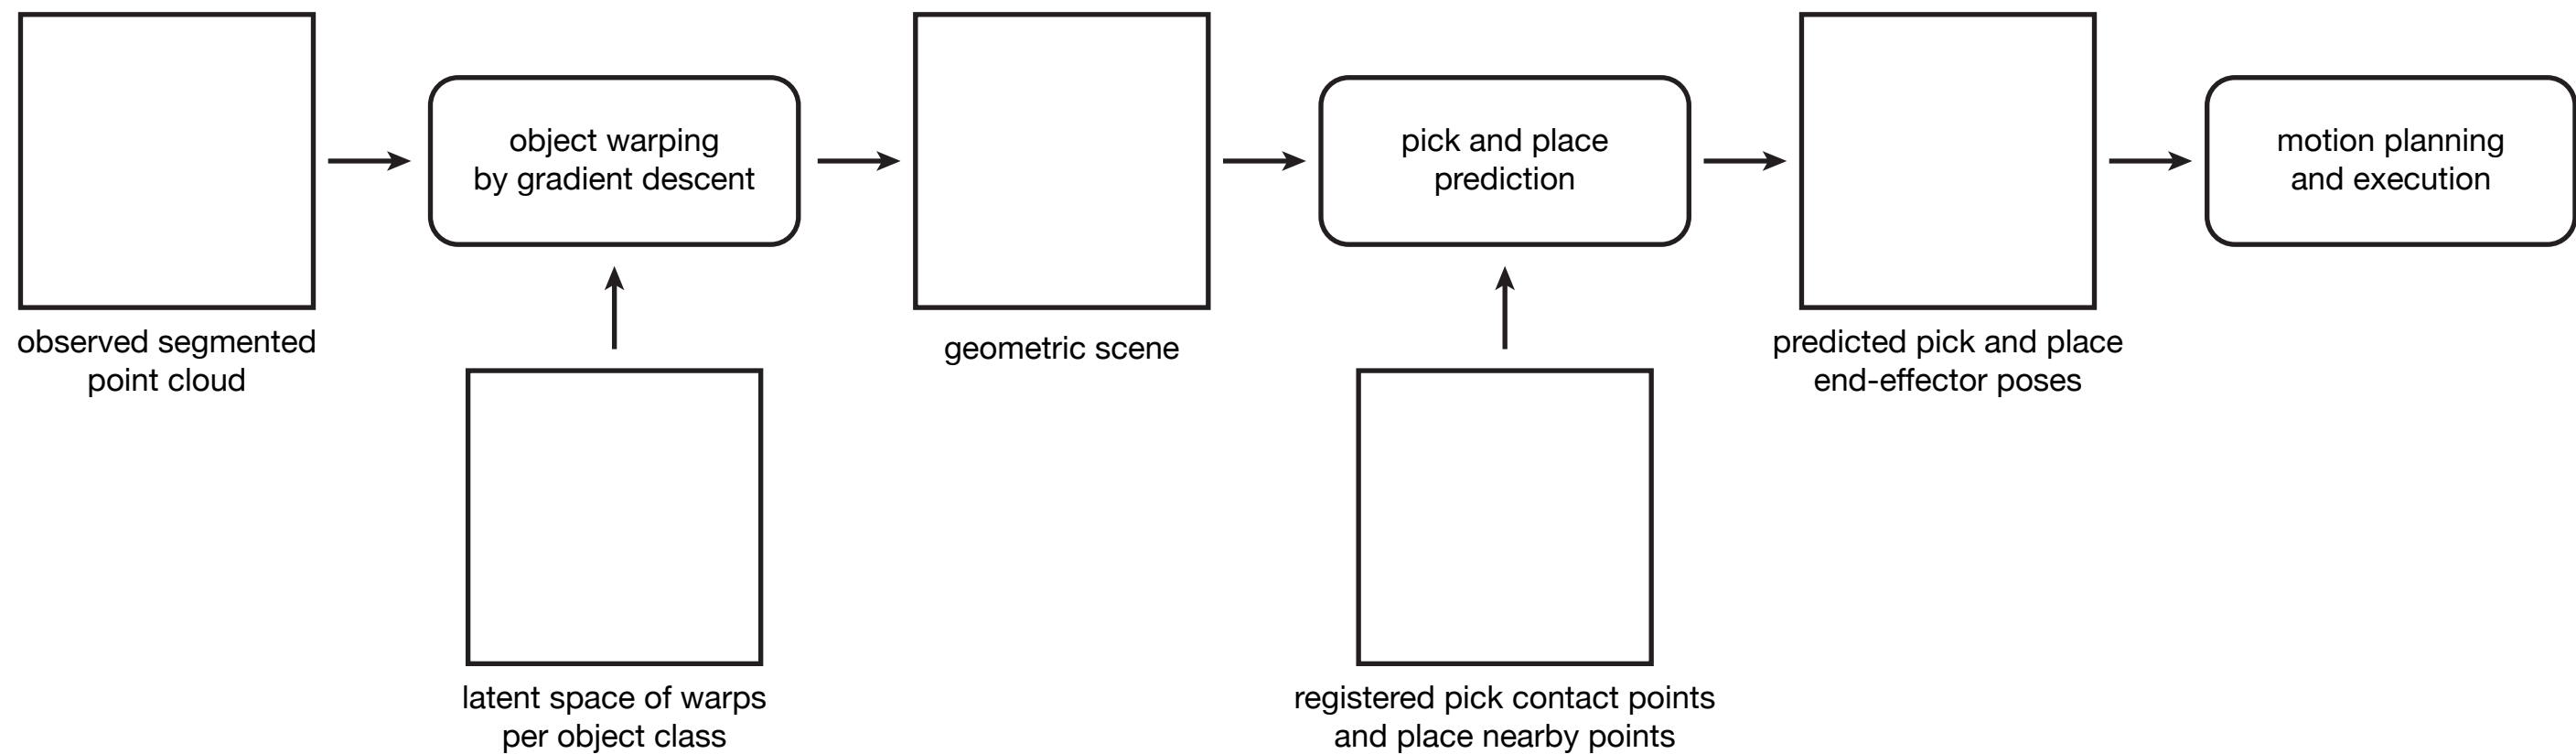 object warping
by gradient descent
pick and place
prediction
motion planning
and execution
observed segmented
point cloud
geometric scene
predicted pick and place
end-effector poses
latent space of warps
per object class
registered pick contact points
and place nearby points